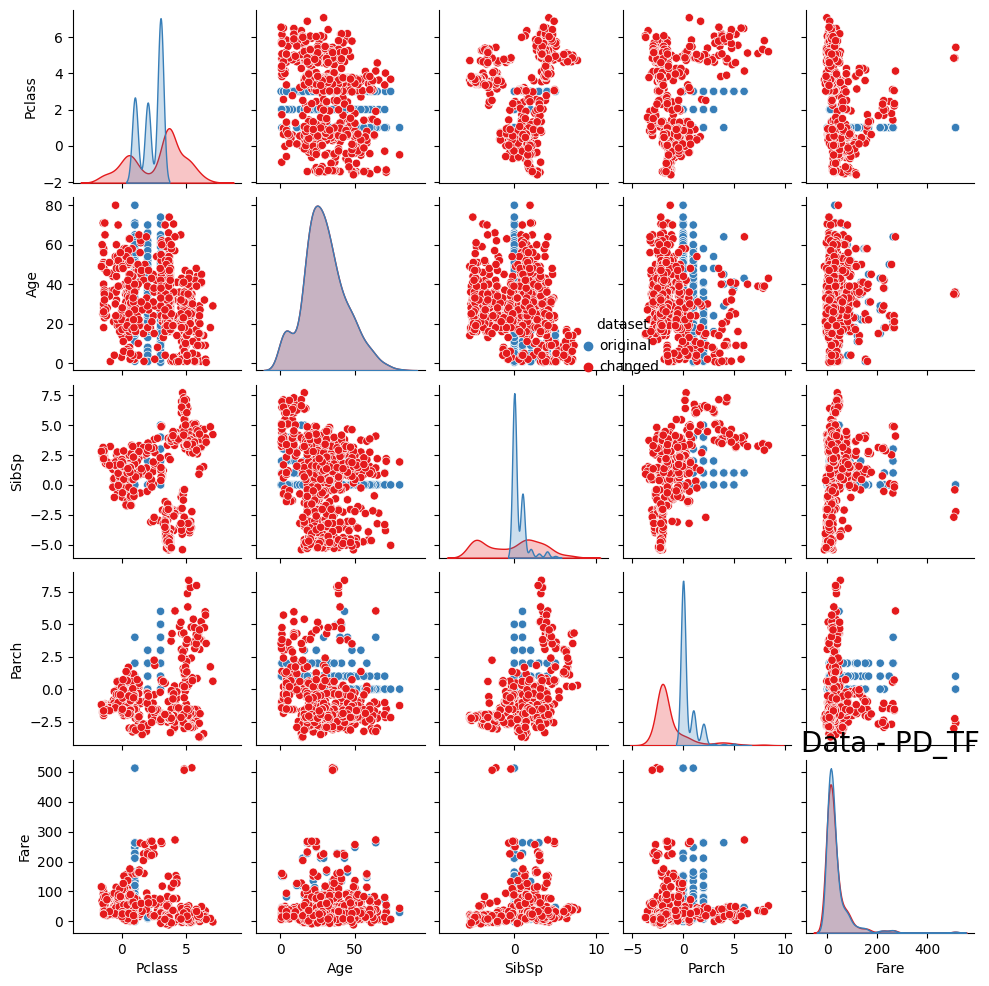 Pclass
6
4
2
0
−2
Age
80
60
40
20
0
dataset
original
changed
SibSp
7.5
5.0
2.5
0.0
−2.5
−5.0
Parch
7.5
5.0
2.5
0.0
−2.5
Data - PD_TF
Fare
500
400
300
200
100
0
0 5
0 50
0 10
−5 0 5 10
0 200 400
Pclass Age SibSp Parch Fare